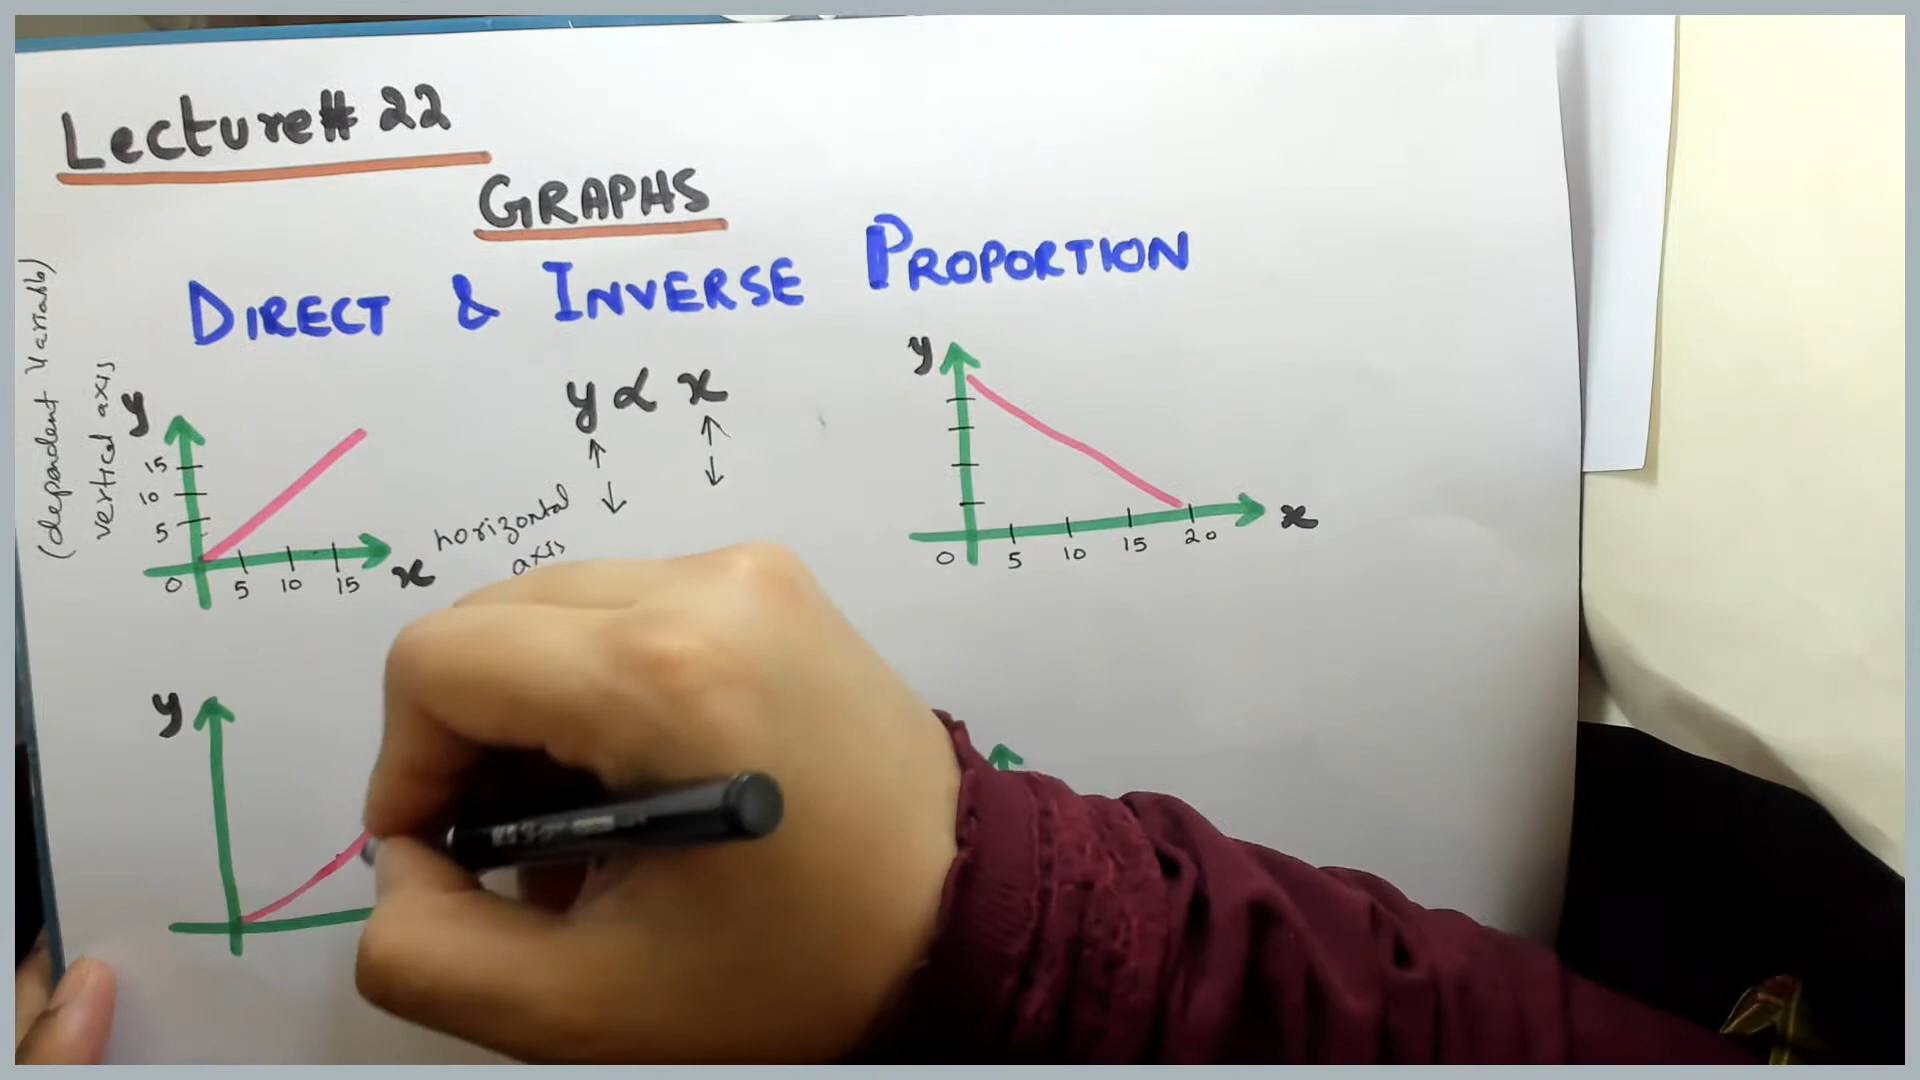 Lecture# 22
GRAPHS
DIRECT & INVERSE PROPORTION
(dependent Variable)
vertical axis
y
15
10
5
0
5 10 15
x
horizontal
axis
y ∝ x
y
0 5 10 15 20
x
y